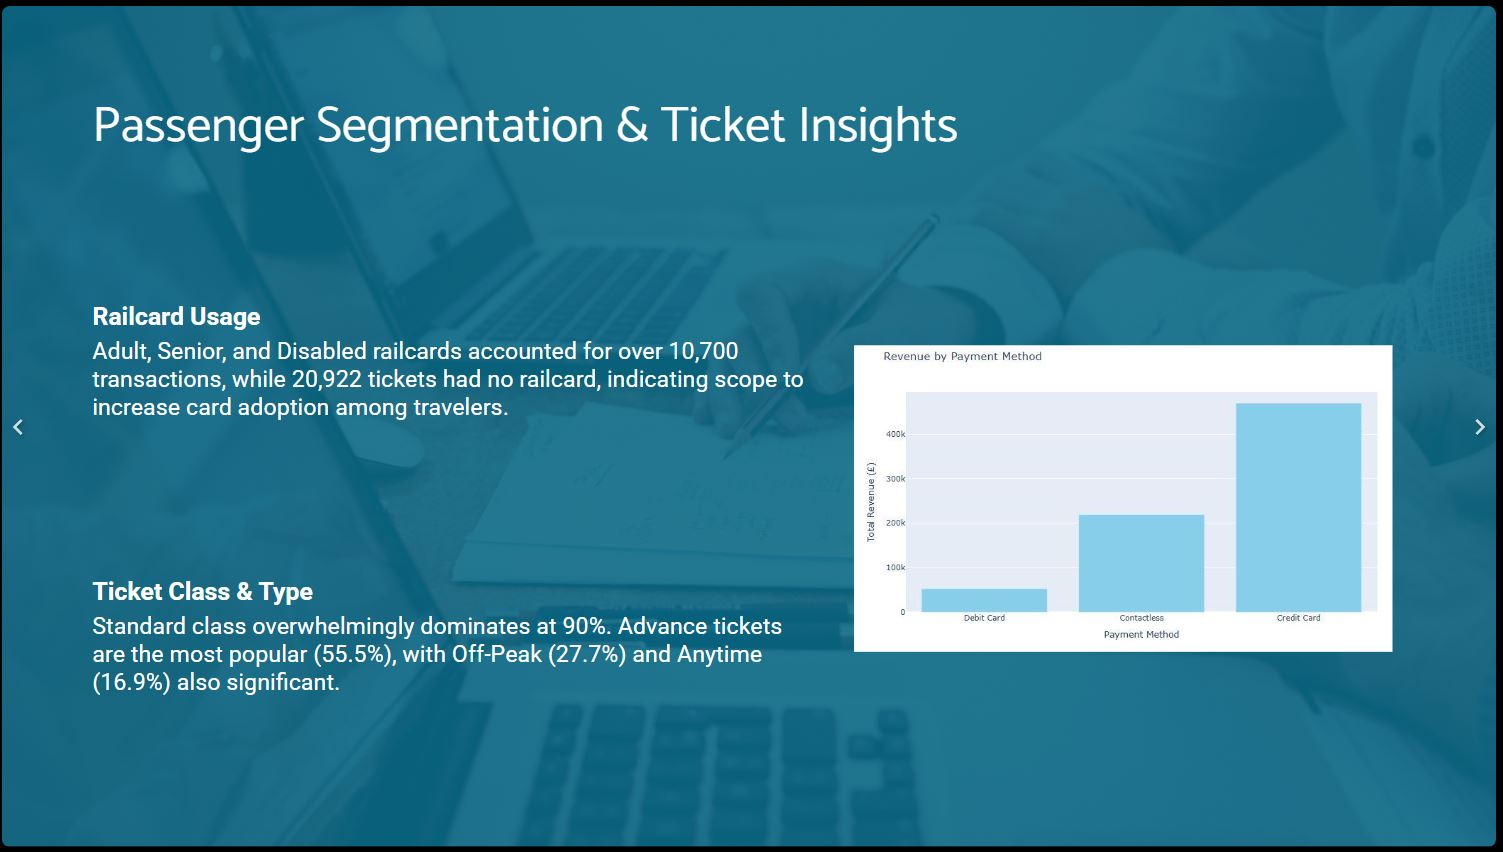 Passenger Segmentation & Ticket Insights
Railcard Usage
Adult, Senior, and Disabled railcards accounted for over 10,700
transactions, while 20,922 tickets had no railcard, indicating scope to
increase card adoption among travelers.
Ticket Class & Type
Standard class overwhelmingly dominates at 90%. Advance tickets
are the most popular (55.5%), with Off-Peak (27.7%) and Anytime
(16.9%) also significant.
Revenue by Payment Method
Total Revenue (£)
400k
300k
200k
100k
0
Debit Card
Contactless
Credit Card
Payment Method